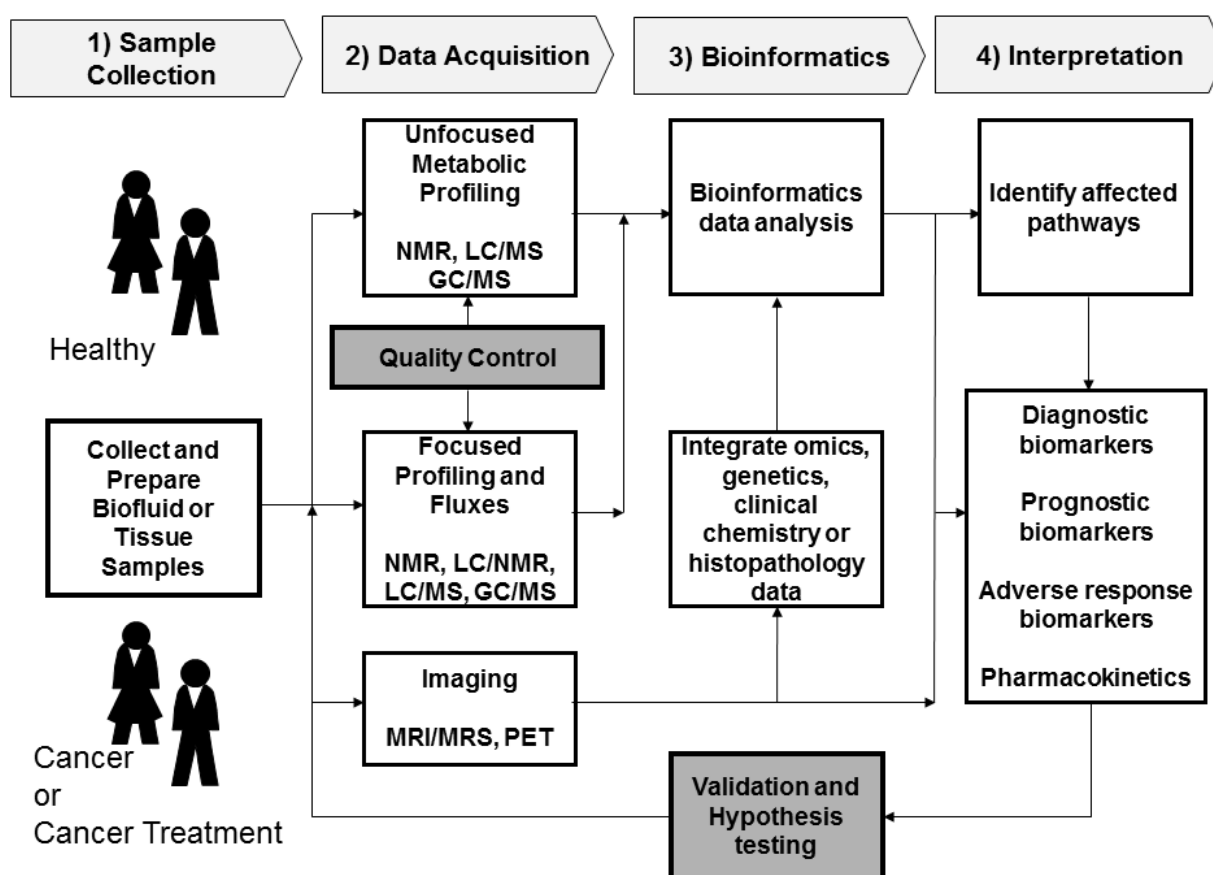 1) Sample
Collection
2) Data Acquisition
3) Bioinformatics
4) Interpretation
Healthy
Collect and
Prepare
Biofluid or
Tissue
Samples
Cancer
or
Cancer Treatment
Unfocused
Metabolic
Profiling
NMR, LC/MS
GC/MS
Quality Control
Focused
Profiling and
Fluxes
NMR, LC/NMR,
LC/MS, GC/MS
Imaging
MRI/MRS, PET
Bioinformatics
data analysis
Integrate omics,
genetics,
clinical
chemistry or
histopathology
data
Identify affected
pathways
Diagnostic
biomarkers
Prognostic
biomarkers
Adverse response
biomarkers
Pharmacokinetics
Validation and
Hypothesis
testing